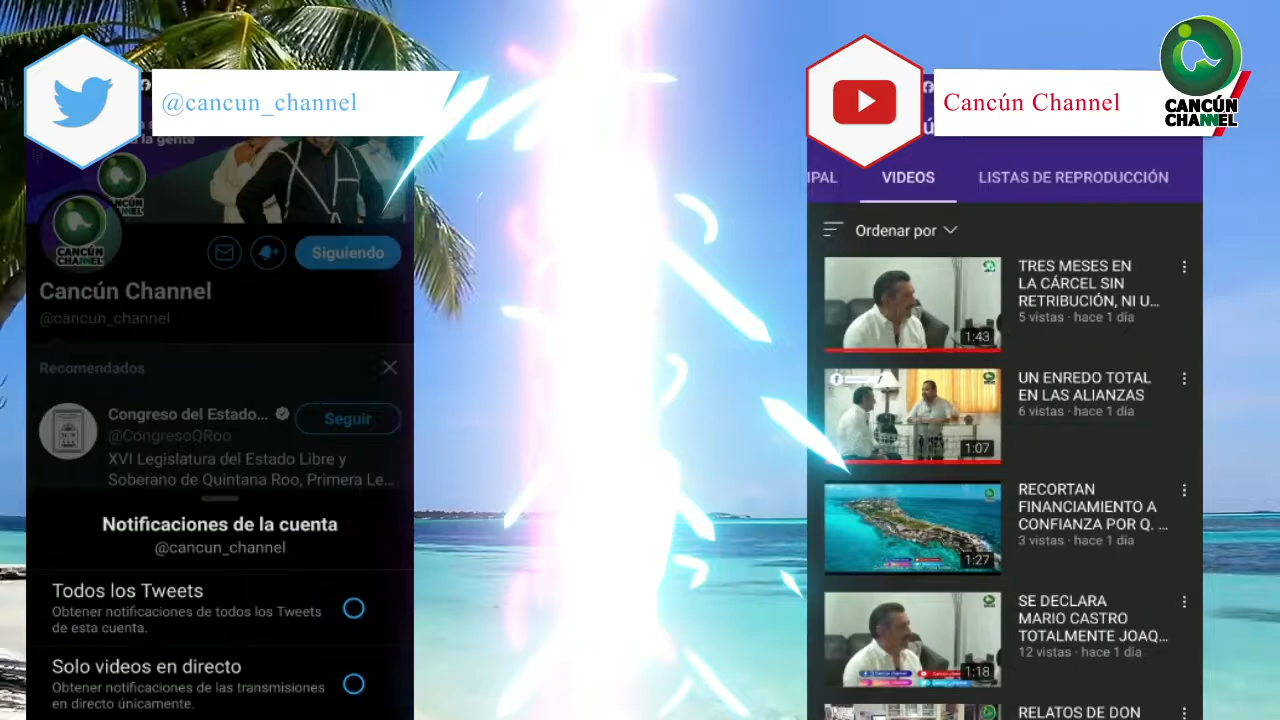 @cancun_channel
la gente
CANCÚN
CHANNEL
Siguiendo
Cancún Channel
@cancun_channel
Recomendados
Congreso del Estado...
Seguir
@CongresoQRoo
XVI Legislatura del Estado Libre y
Soberano de Quintana Roo, Primera Le...
Notificaciones de la cuenta
@cancun_channel
Todos los Tweets
Obtener notificaciones de todos los Tweets
de esta cuenta.
Solo videos en directo
Obtener notificaciones de las transmisiones
en directo únicamente.
Cancún Channel
CANCÚN
CHANNEL
IPAL
VIDEOS
LISTAS DE REPRODUCCIÓN
Ordenar por
1:43
TRES MESES EN
LA CÁRCEL SIN
RETRIBUCIÓN, NI U...
5 vistas · hace 1 día
1:07
UN ENREDO TOTAL
EN LAS ALIANZAS
6 vistas · hace 1 día
1:27
RECORTAN
FINANCIAMIENTO A
CONFIANZA POR Q. ...
3 vistas · hace 1 día
1:18
SE DECLARA
MARIO CASTRO
TOTALMENTE JOAQ...
12 vistas · hace 1 día
RELATOS DE DON